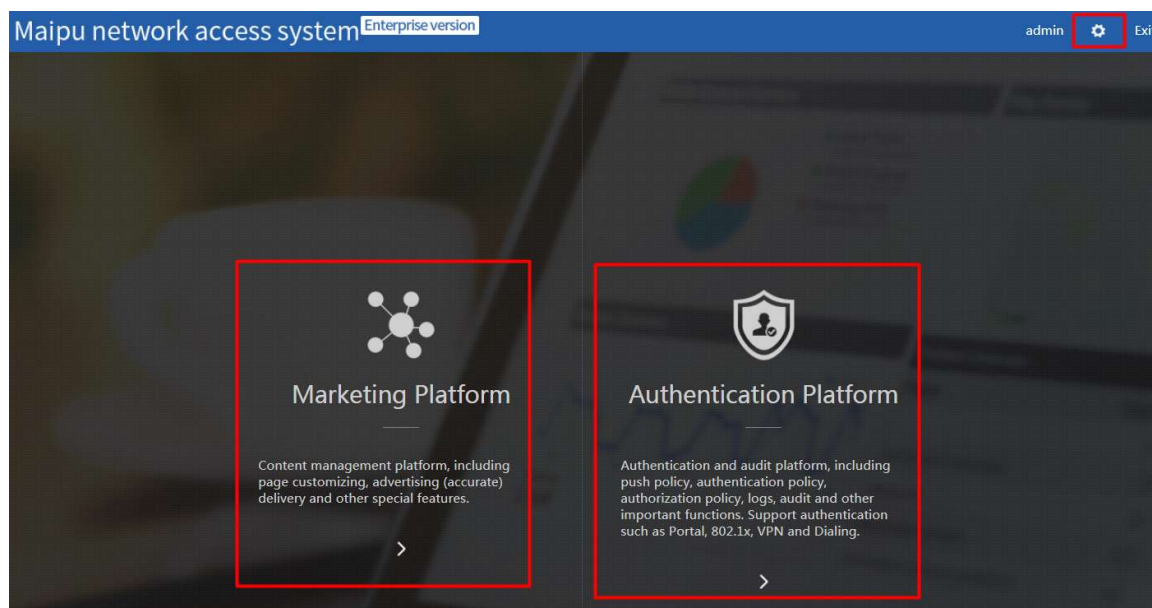 Maipu network access system Enterprise version
admin
Marketing Platform
Content management platform, including
page customizing, advertising (accurate)
delivery and other special features.
Authentication Platform
Authentication and audit platform, including
push policy, authentication policy,
authorization policy, logs, audit and other
important functions. Support authentication
such as Portal, 802.1x, VPN and Dialing.